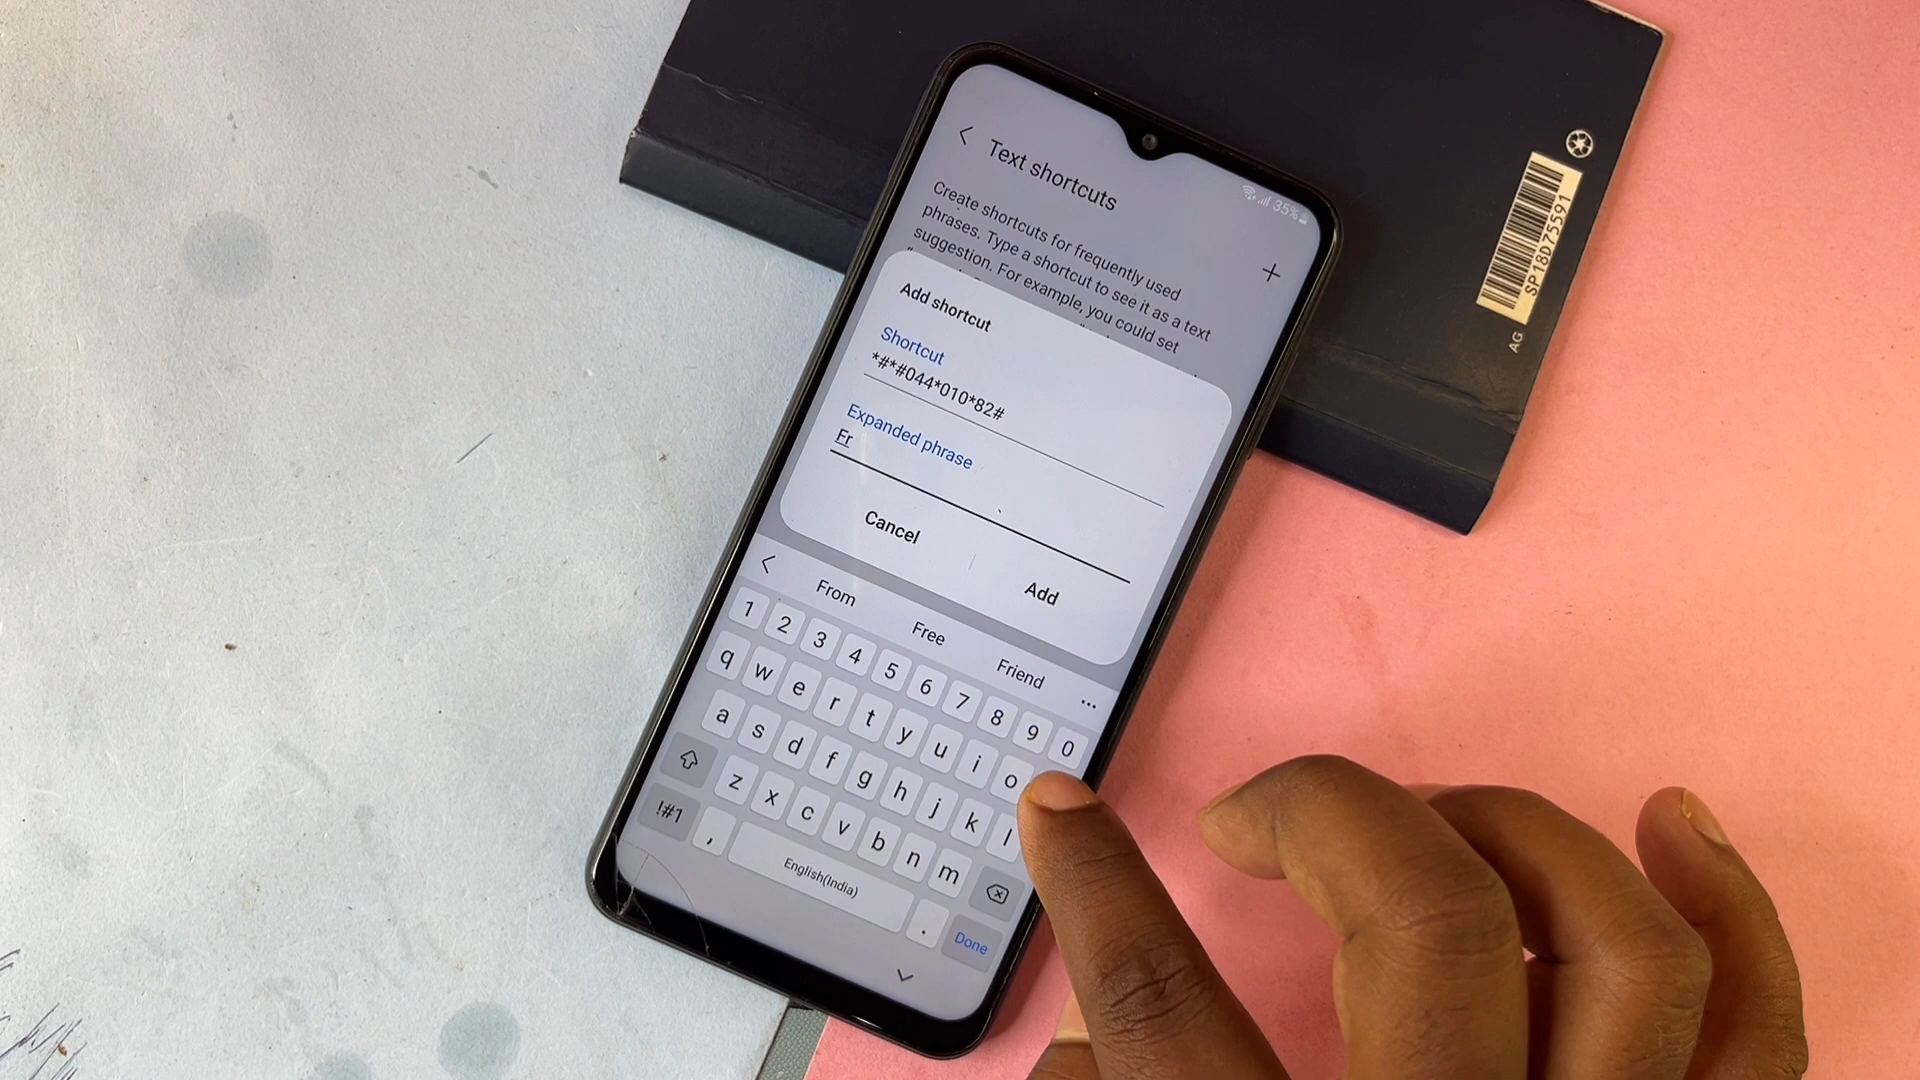 Text shortcuts
35%
Create shortcuts for frequently used
phrases. Type a shortcut to see it as a text
suggestion. For example, you could set
+
Add shortcut
Shortcut
*#*#044*010*82#
Expanded phrase
Fr
Cancel
Add
From Free Friend ...
1 2 3 4 5 6 7 8 9 0
q w e r t y u i o
a s d f g h j k l
z x c v b n m
!#1 , English(India) . Done
SP18D75591
AG